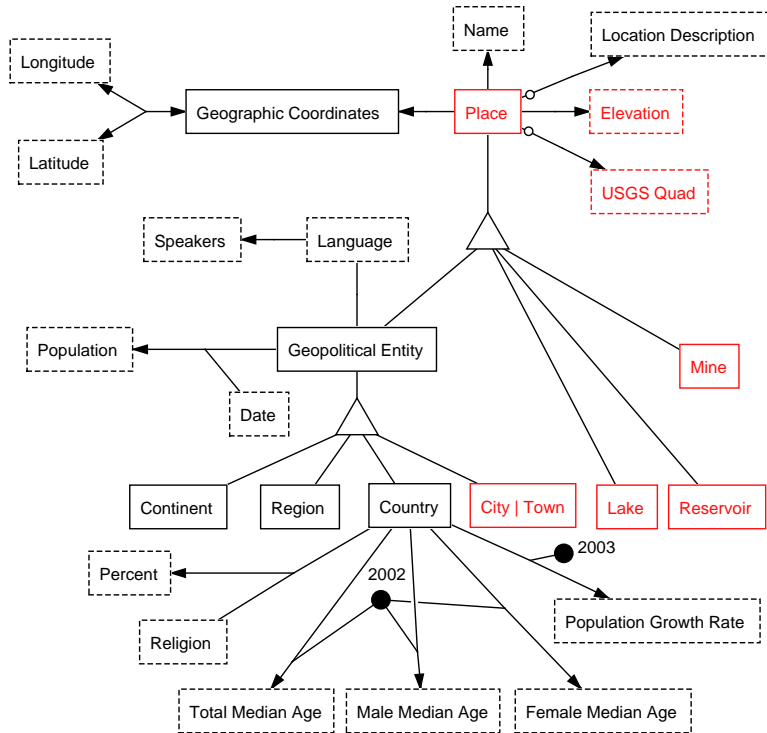 Name
Location Description
Longitude
Geographic Coordinates
Place
Elevation
Latitude
USGS Quad
Speakers
Language
Population
Geopolitical Entity
Mine
Date
Continent
Region
Country
City | Town
Lake
Reservoir
2003
Percent
2002
Population Growth Rate
Religion
Total Median Age
Male Median Age
Female Median Age